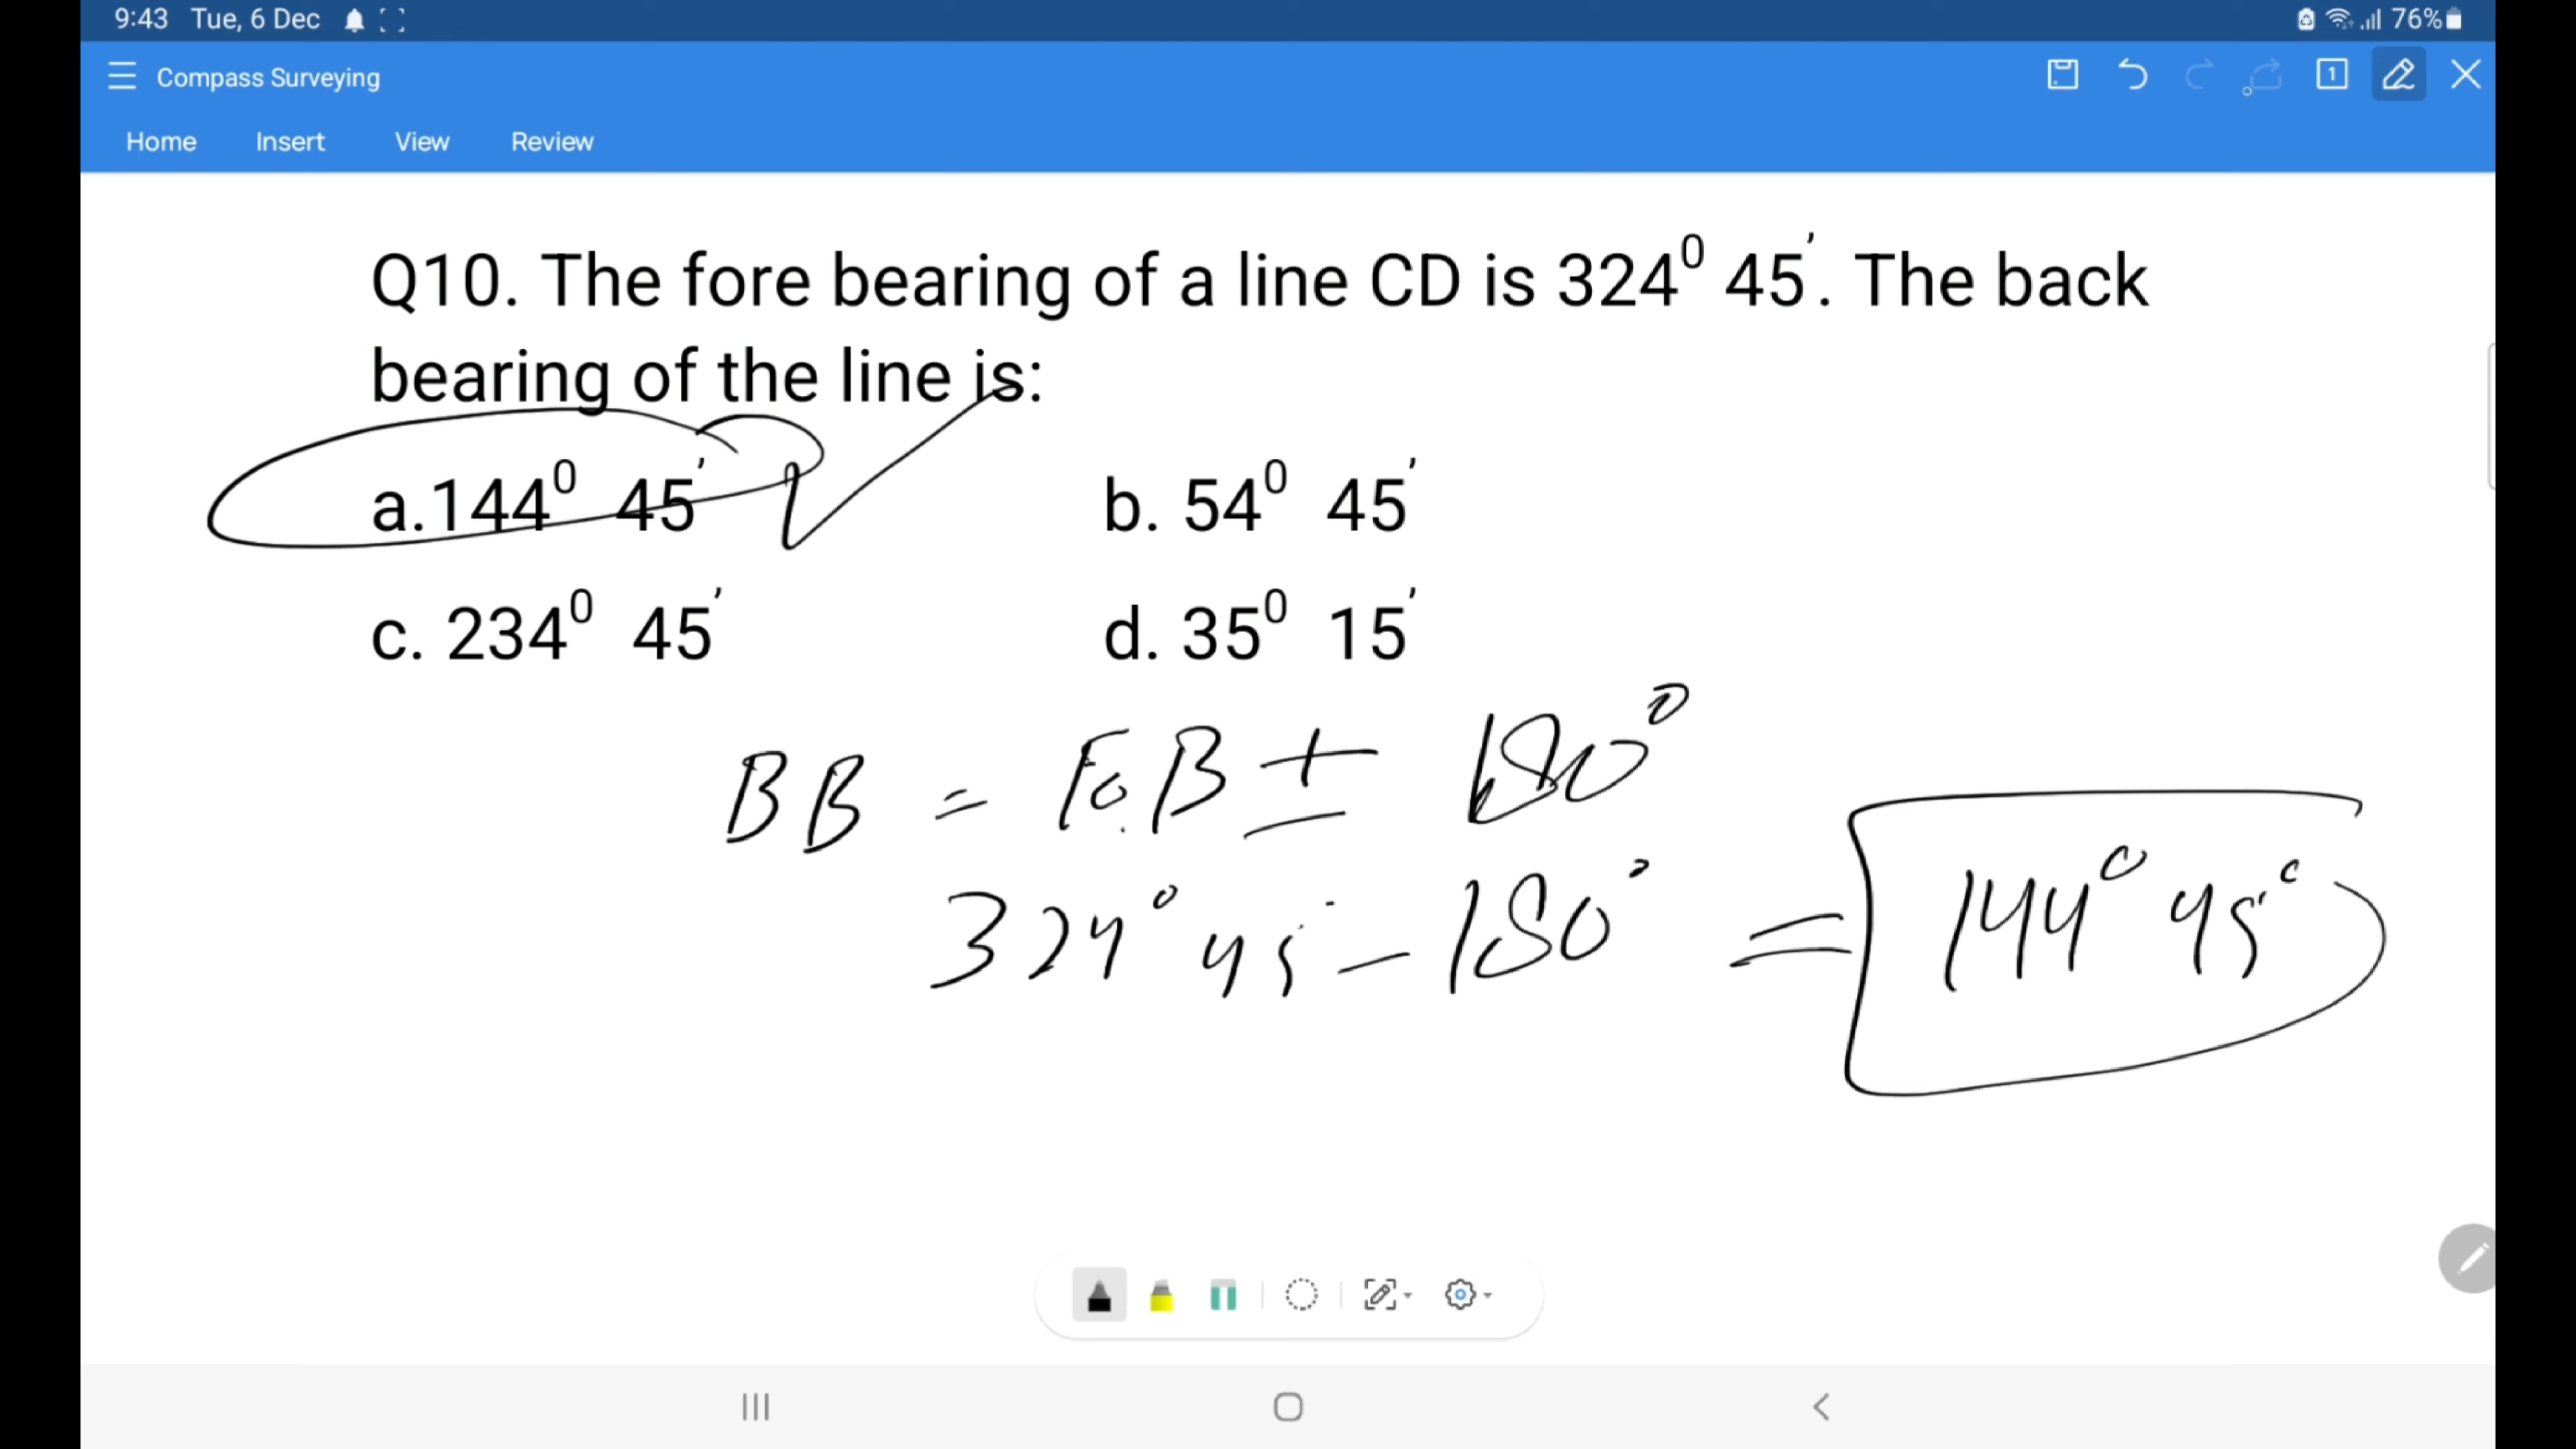 9:43 Tue, 6 Dec 76%
Compass Surveying 1
Home Insert View Review
Q10. The fore bearing of a line CD is 324⁰ 45’. The back
bearing of the line is:
a.144⁰ 45’ b. 54⁰ 45’
c. 234⁰ 45’ d. 35⁰ 15’
BB = F.B ± 180°
324° 45' - 180° = 144° 45'